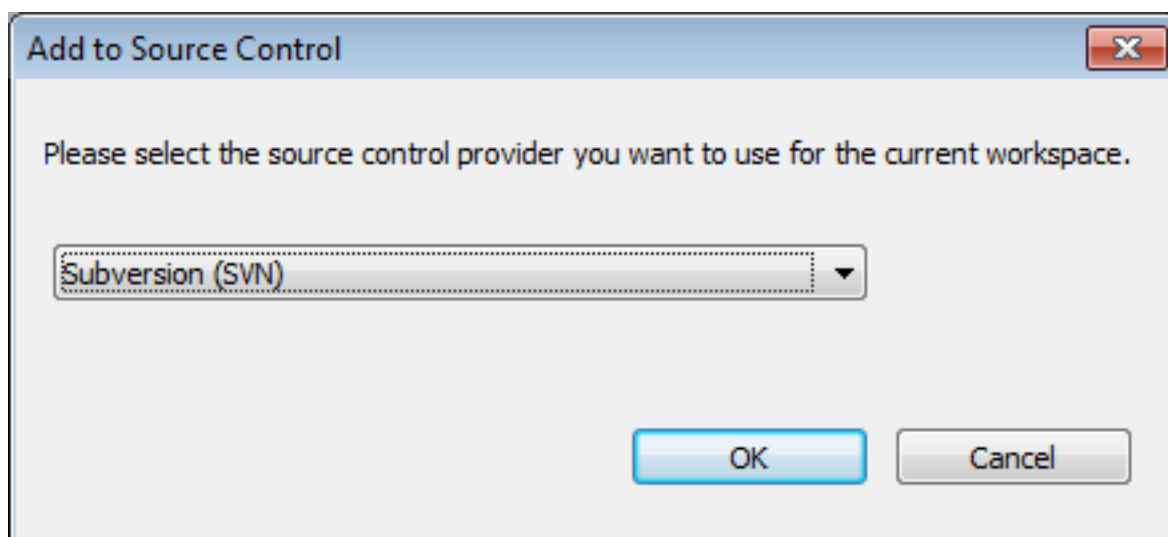 Add to Source Control
Please select the source control provider you want to use for the current workspace.
Subversion (SVN)
OK Cancel